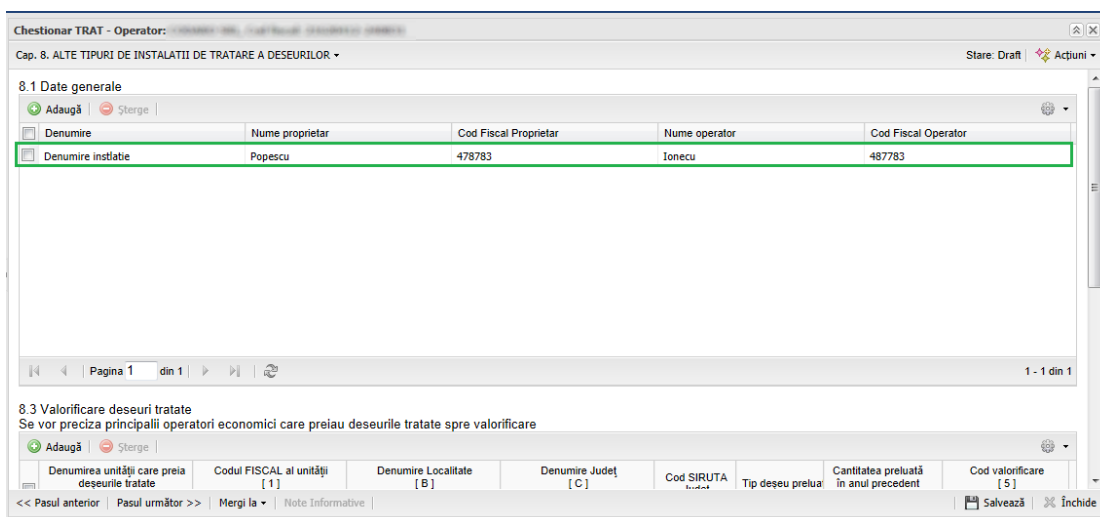 Chestionar TRAT - Operator:
Cap. 8. ALTE TIPURI DE INSTALATII DE TRATARE A DESEURILOR
Stare: Draft Acțiuni
8.1 Date generale
Adaugă Șterge
Denumire Nume proprietar Cod Fiscal Proprietar Nume operator Cod Fiscal Operator
Denumire instlatie Popescu 478783 Ionecu 487783
Pagina 1 din 1 1 - 1 din 1
8.3 Valorificare deseuri tratate
Se vor preciza principalii operatori economici care preiau deseurile tratate spre valorificare
Adaugă Șterge
Denumirea unității care preia Codul FISCAL al unității Denumire Localitate Denumire Județ Cod SIRUTA Tip deșeu preluat Cantitatea preluată Cod valorificare
deșeurile tratate [ 1 ] [ B ] [ C ] Județ în anul precedent [ 5 ]
<< Pasul anterior Pasul următor >> Mergi la Note Informative Salvează Închide